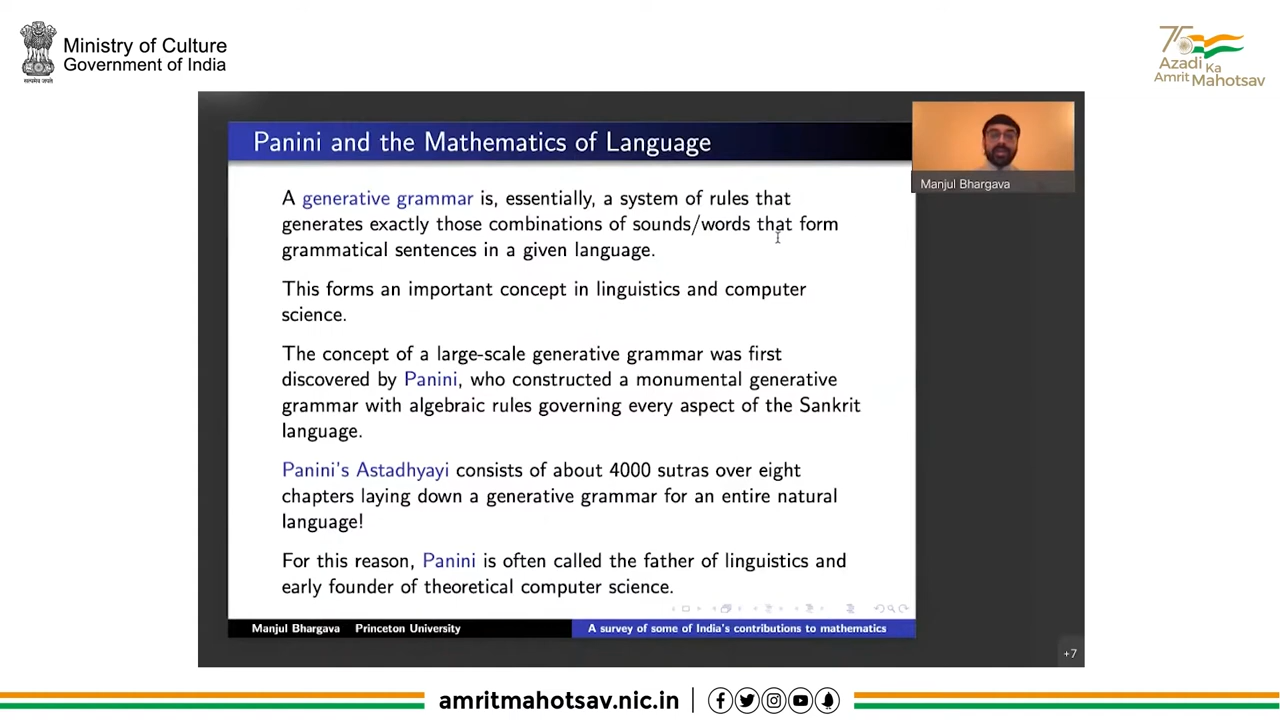 Ministry of Culture
Government of India
75
Azadi
Ka
Amrit
Mahotsav
Panini and the Mathematics of Language
Manjul Bhargava
A generative grammar is, essentially, a system of rules that
generates exactly those combinations of sounds/words that form
grammatical sentences in a given language.
This forms an important concept in linguistics and computer
science.
The concept of a large-scale generative grammar was first
discovered by Panini, who constructed a monumental generative
grammar with algebraic rules governing every aspect of the Sankrit
language.
Panini's Astadhyayi consists of about 4000 sutras over eight
chapters laying down a generative grammar for an entire natural
language!
For this reason, Panini is often called the father of linguistics and
early founder of theoretical computer science.
Manjul Bhargava Princeton University
A survey of some of India's contributions to mathematics
+7
amritmahotsav.nic.in